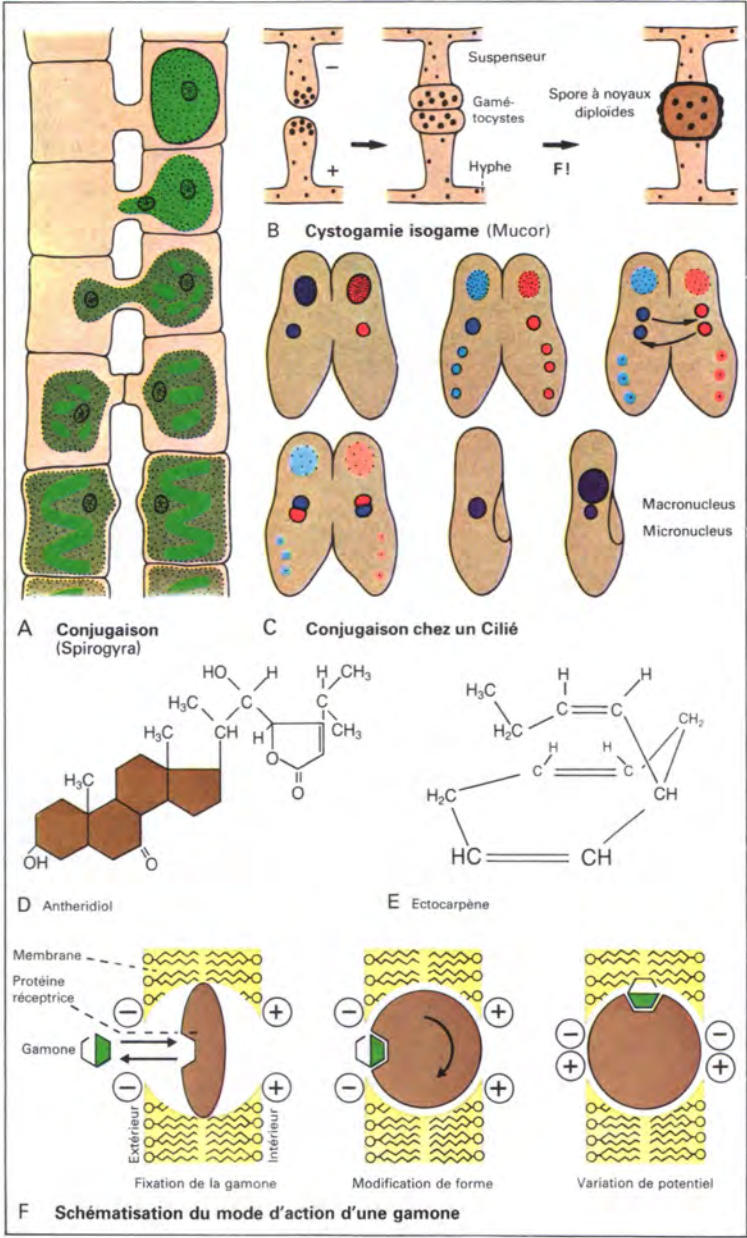 −
Suspenseur
Gamé-
tocystes
Spore à noyaux
diploïdes
+
Hyphe
F!
B Cystogamie isogame (Mucor)
Macronucleus
Micronucleus
A Conjugaison
(Spirogyra)
C Conjugaison chez un Cilié
HO H H CH₃
H₃C C C
CH CH₃
H₃C H
H₃C O
O
OH O
D Antheridiol
H H
H₃C
C C CH₂
H₂C
H H
C C
H₂C CH
HC CH
E Ectocarpène
Membrane
Protéine
réceptrice
Gamone
− + − + − −
− + − + + +
Extérieur
Intérieur
Fixation de la gamone
Modification de forme
Variation de potentiel
F Schématisation du mode d'action d'une gamone